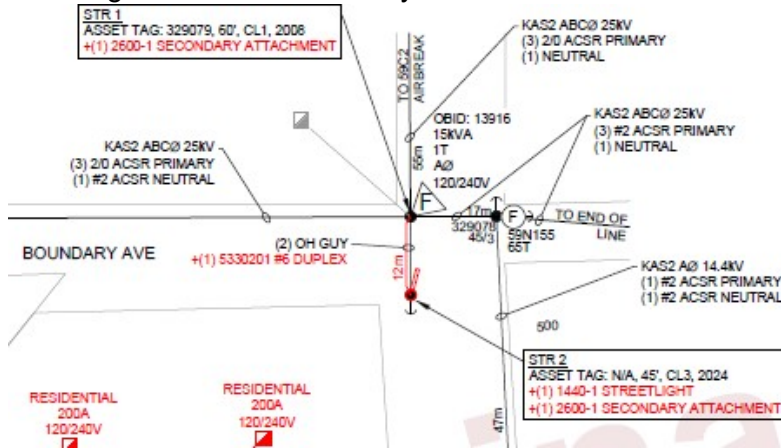 STR 1
ASSET TAG: 329079, 60', CL1, 2008
+(1) 2600-1 SECONDARY ATTACHMENT
TO 59C2
AIRBREAK
KAS2 ABCØ 25kV
(3) 2/0 ACSR PRIMARY
(1) NEUTRAL
OBID: 13916
15kVA
1T
AØ
120/240V
55m
KAS2 ABCØ 25kV
(3) #2 ACSR PRIMARY
(1) NEUTRAL
KAS2 ABCØ 25kV
(3) 2/0 ACSR PRIMARY
(1) #2 ACSR NEUTRAL
F
17m
329078
45/3
F
59N155
65T
TO END OF
LINE
BOUNDARY AVE
(2) OH GUY
+(1) 5330201 #6 DUPLEX
12m
KAS2 AØ 14.4kV
(1) #2 ACSR PRIMARY
(1) #2 ACSR NEUTRAL
500
STR 2
ASSET TAG: N/A, 45', CL3, 2024
+(1) 1440-1 STREETLIGHT
+(1) 2600-1 SECONDARY ATTACHMENT
47m
RESIDENTIAL
200A
120/240V
RESIDENTIAL
200A
120/240V